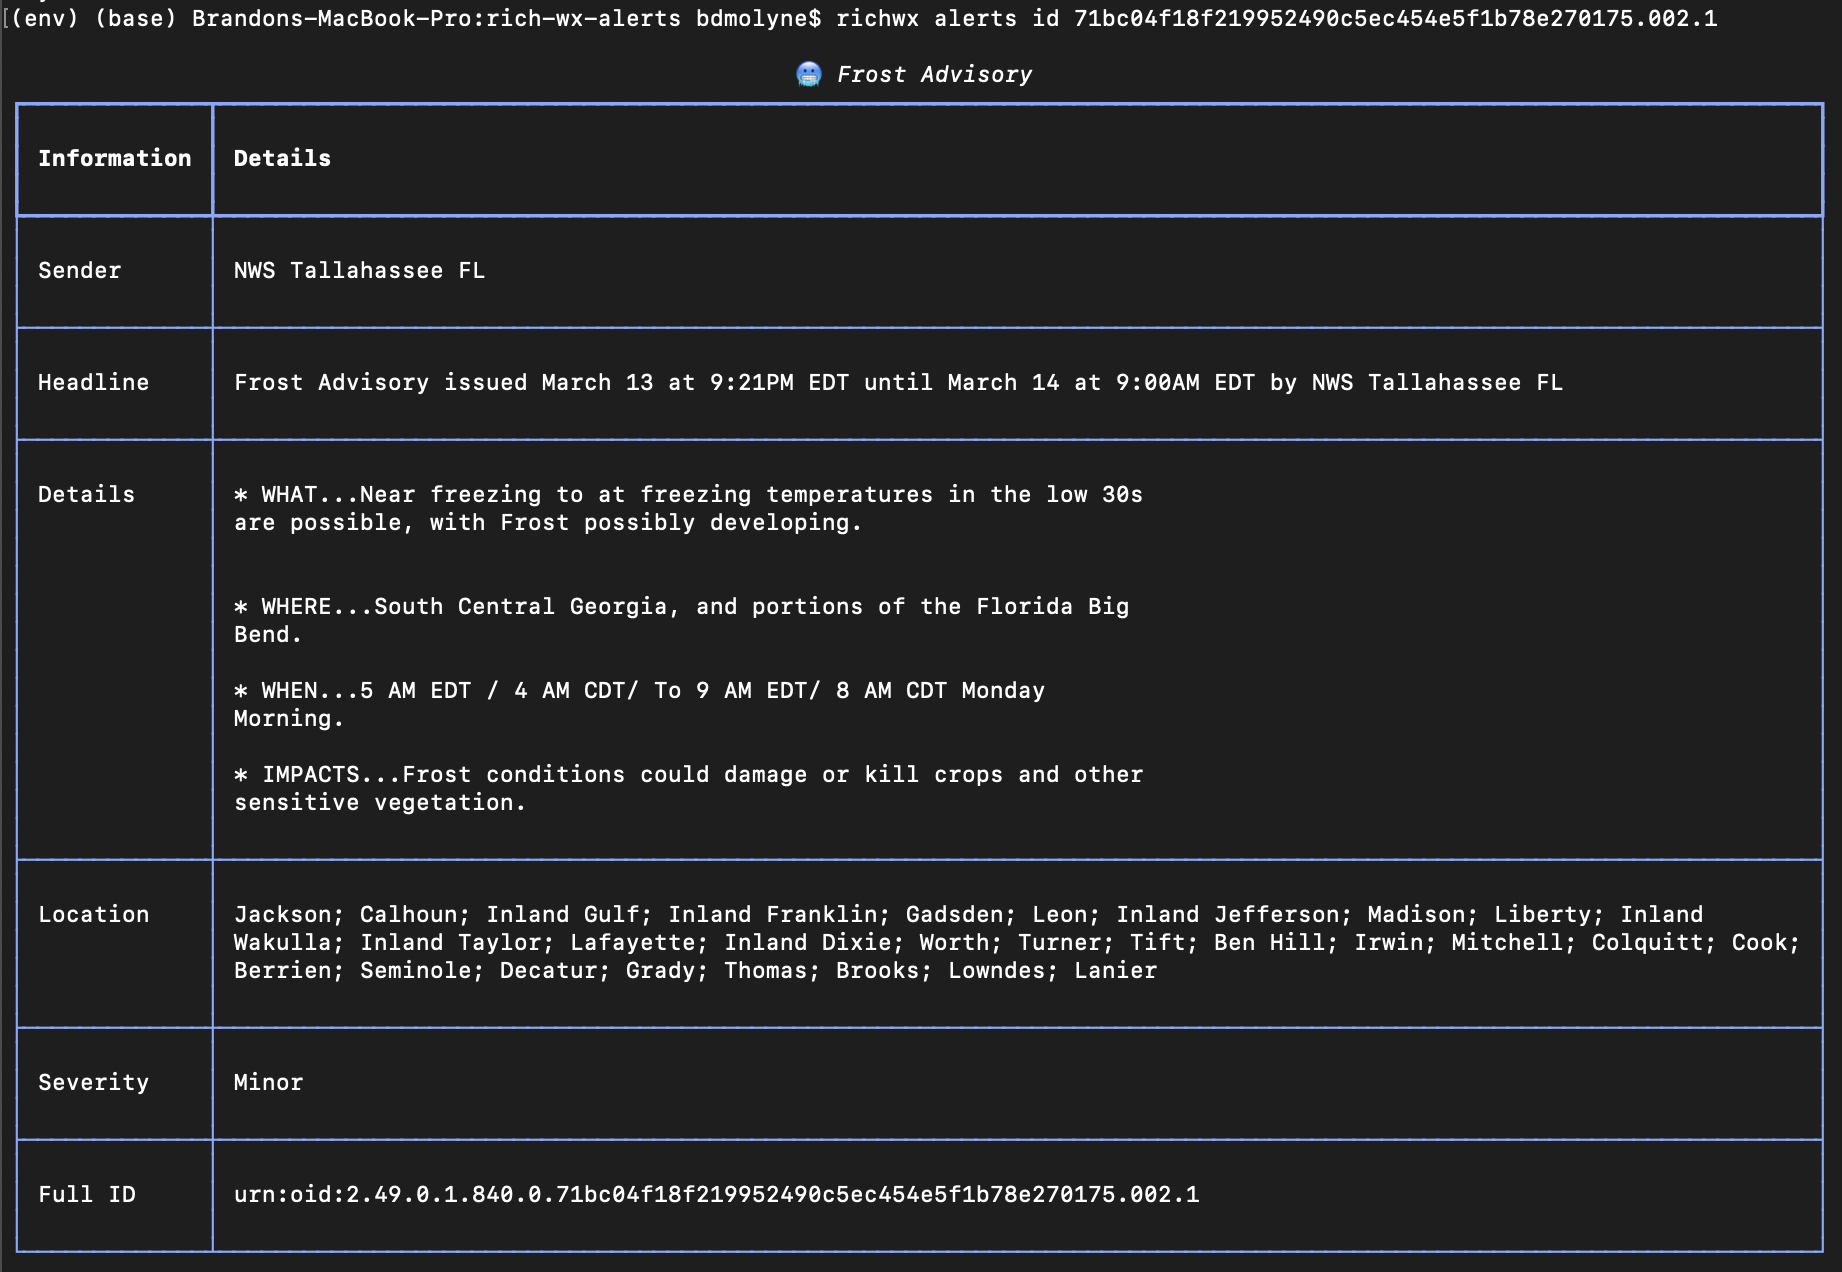 (env) (base) Brandons-MacBook-Pro:rich-wx-alerts bdmolyne$ richwx alerts id 71bc04f18f219952490c5ec454e5f1b78e270175.002.1
🥶 Frost Advisory
Information Details
Sender NWS Tallahassee FL
Headline Frost Advisory issued March 13 at 9:21PM EDT until March 14 at 9:00AM EDT by NWS Tallahassee FL
Details * WHAT...Near freezing to at freezing temperatures in the low 30s
are possible, with Frost possibly developing.
* WHERE...South Central Georgia, and portions of the Florida Big
Bend.
* WHEN...5 AM EDT / 4 AM CDT/ To 9 AM EDT/ 8 AM CDT Monday
Morning.
* IMPACTS...Frost conditions could damage or kill crops and other
sensitive vegetation.
Location Jackson; Calhoun; Inland Gulf; Inland Franklin; Gadsden; Leon; Inland Jefferson; Madison; Liberty; Inland
Wakulla; Inland Taylor; Lafayette; Inland Dixie; Worth; Turner; Tift; Ben Hill; Irwin; Mitchell; Colquitt; Cook;
Berrien; Seminole; Decatur; Grady; Thomas; Brooks; Lowndes; Lanier
Severity Minor
Full ID urn:oid:2.49.0.1.840.0.71bc04f18f219952490c5ec454e5f1b78e270175.002.1